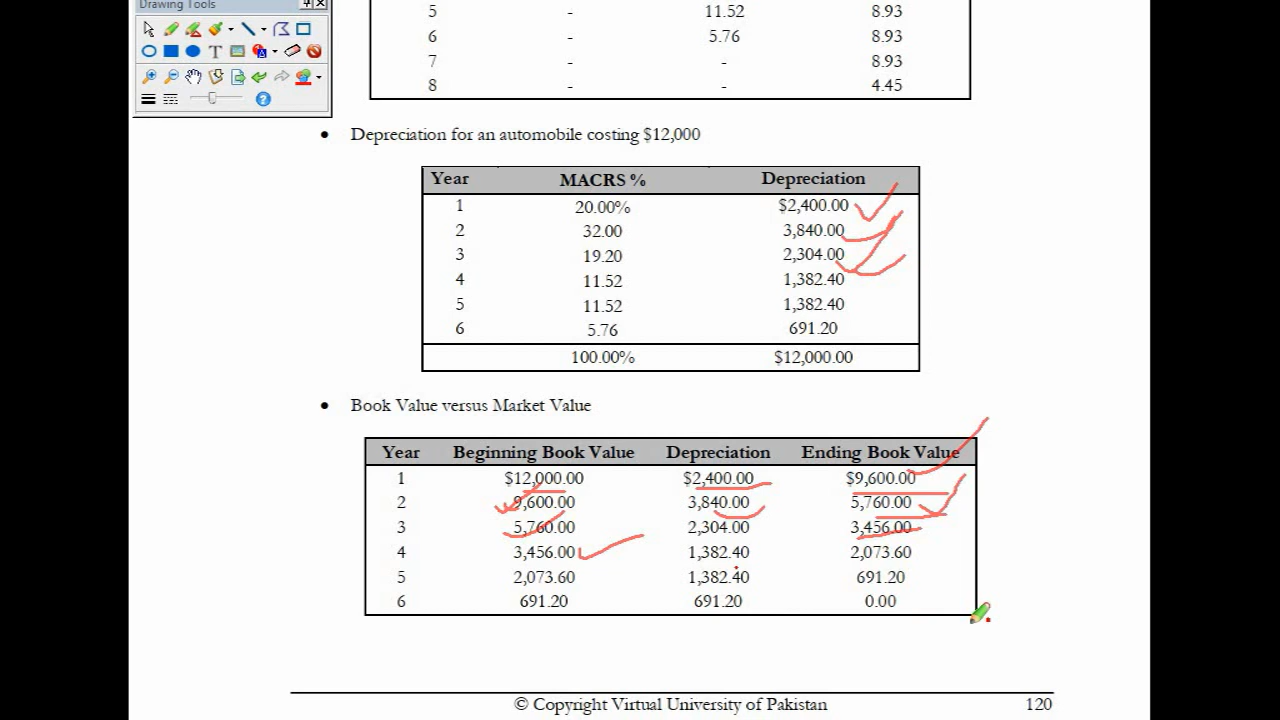 Drawing Tools
5 - 11.52 8.93
6 - 5.76 8.93
7 - - 8.93
8 - - 4.45
• Depreciation for an automobile costing $12,000
Year MACRS % Depreciation
1 20.00% $2,400.00
2 32.00 3,840.00
3 19.20 2,304.00
4 11.52 1,382.40
5 11.52 1,382.40
6 5.76 691.20
100.00% $12,000.00
• Book Value versus Market Value
Year Beginning Book Value Depreciation Ending Book Value
1 $12,000.00 $2,400.00 $9,600.00
2 9,600.00 3,840.00 5,760.00
3 5,760.00 2,304.00 3,456.00
4 3,456.00 1,382.40 2,073.60
5 2,073.60 1,382.40 691.20
6 691.20 691.20 0.00
© Copyright Virtual University of Pakistan 120